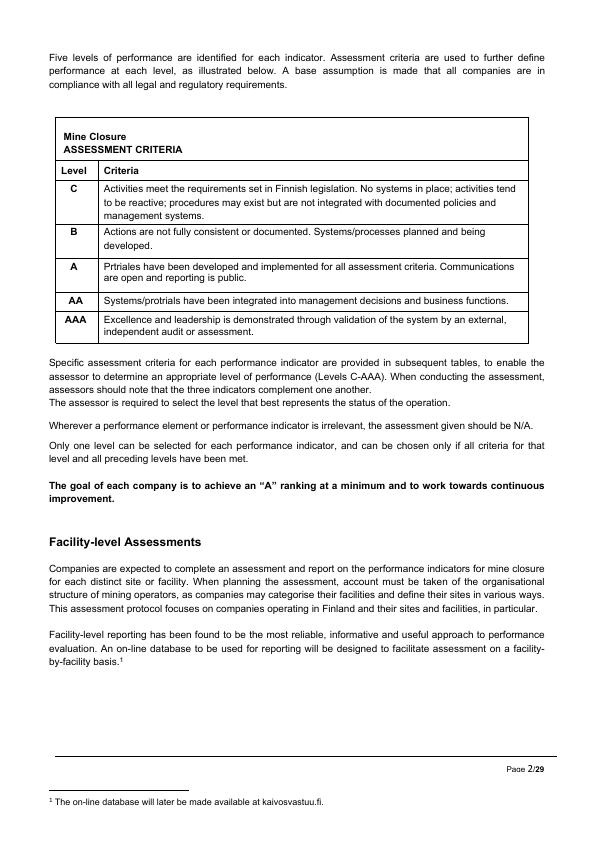 Five levels of performance are identified for each indicator. Assessment criteria are used to further define
performance at each level, as illustrated below. A base assumption is made that all companies are in
compliance with all legal and regulatory requirements.
Mine Closure
ASSESSMENT CRITERIA
Level Criteria
C Activities meet the requirements set in Finnish legislation. No systems in place; activities tend
to be reactive; procedures may exist but are not integrated with documented policies and
management systems.
B Actions are not fully consistent or documented. Systems/processes planned and being
developed.
A Prtriales have been developed and implemented for all assessment criteria. Communications
are open and reporting is public.
AA Systems/protrials have been integrated into management decisions and business functions.
AAA Excellence and leadership is demonstrated through validation of the system by an external,
independent audit or assessment.
Specific assessment criteria for each performance indicator are provided in subsequent tables, to enable the
assessor to determine an appropriate level of performance (Levels C-AAA). When conducting the assessment,
assessors should note that the three indicators complement one another.
The assessor is required to select the level that best represents the status of the operation.
Wherever a performance element or performance indicator is irrelevant, the assessment given should be N/A.
Only one level can be selected for each performance indicator, and can be chosen only if all criteria for that
level and all preceding levels have been met.
The goal of each company is to achieve an “A” ranking at a minimum and to work towards continuous
improvement.
Facility-level Assessments
Companies are expected to complete an assessment and report on the performance indicators for mine closure
for each distinct site or facility. When planning the assessment, account must be taken of the organisational
structure of mining operators, as companies may categorise their facilities and define their sites in various ways.
This assessment protocol focuses on companies operating in Finland and their sites and facilities, in particular.
Facility-level reporting has been found to be the most reliable, informative and useful approach to performance
evaluation. An on-line database to be used for reporting will be designed to facilitate assessment on a facility-
by-facility basis.1
Page 2/29
1 The on-line database will later be made available at kaivosvastuu.fi.